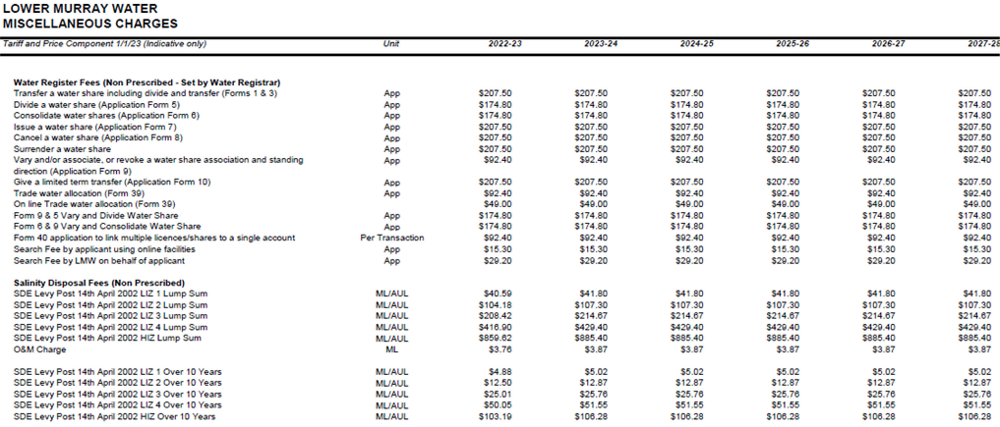 LOWER MURRAY WATER
MISCELLANEOUS CHARGES
Tariff and Price Component 1/1/23 (Indicative only) Unit 2022-23 2023-24 2024-25 2025-26 2026-27 2027-28
Water Register Fees (Non Prescribed - Set by Water Registrar)
Transfer a water share including divide and transfer (Forms 1 & 3) App $207.50 $207.50 $207.50 $207.50 $207.50 $207.50
Divide a water share (Application Form 5) App $174.80 $174.80 $174.80 $174.80 $174.80 $174.80
Consolidate water shares (Application Form 6) App $174.80 $174.80 $174.80 $174.80 $174.80 $174.80
Issue a water share (Application Form 7) App $207.50 $207.50 $207.50 $207.50 $207.50 $207.50
Cancel a water share (Application Form 8) App $207.50 $207.50 $207.50 $207.50 $207.50 $207.50
Surrender a water share App $207.50 $207.50 $207.50 $207.50 $207.50 $207.50
Vary and/or associate, or revoke a water share association and standing App $92.40 $92.40 $92.40 $92.40 $92.40 $92.40
direction (Application Form 9)
Give a limited term transfer (Application Form 10) App $207.50 $207.50 $207.50 $207.50 $207.50 $207.50
Trade water allocation (Form 39) App $92.40 $92.40 $92.40 $92.40 $92.40 $92.40
On line Trade water allocation (Form 39) $49.00 $49.00 $49.00 $49.00 $49.00 $49.00
Form 9 & 5 Vary and Divide Water Share App $174.80 $174.80 $174.80 $174.80 $174.80 $174.80
Form 6 & 9 Vary and Consolidate Water Share App $174.80 $174.80 $174.80 $174.80 $174.80 $174.80
Form 40 application to link multiple licences/shares to a single account Per Transaction $92.40 $92.40 $92.40 $92.40 $92.40 $92.40
Search Fee by applicant using online facilities App $15.30 $15.30 $15.30 $15.30 $15.30 $15.30
Search Fee by LMW on behalf of applicant App $29.20 $29.20 $29.20 $29.20 $29.20 $29.20
Salinity Disposal Fees (Non Prescribed)
SDE Levy Post 14th April 2002 LIZ 1 Lump Sum ML/AUL $40.59 $41.80 $41.80 $41.80 $41.80 $41.80
SDE Levy Post 14th April 2002 LIZ 2 Lump Sum ML/AUL $104.18 $107.30 $107.30 $107.30 $107.30 $107.30
SDE Levy Post 14th April 2002 LIZ 3 Lump Sum ML/AUL $208.42 $214.67 $214.67 $214.67 $214.67 $214.67
SDE Levy Post 14th April 2002 LIZ 4 Lump Sum ML/AUL $416.90 $429.40 $429.40 $429.40 $429.40 $429.40
SDE Levy Post 14th April 2002 HIZ Lump Sum ML/AUL $859.62 $885.40 $885.40 $885.40 $885.40 $885.40
O&M Charge ML $3.76 $3.87 $3.87 $3.87 $3.87 $3.87
SDE Levy Post 14th April 2002 LIZ 1 Over 10 Years ML/AUL $4.88 $5.02 $5.02 $5.02 $5.02 $5.02
SDE Levy Post 14th April 2002 LIZ 2 Over 10 Years ML/AUL $12.50 $12.87 $12.87 $12.87 $12.87 $12.87
SDE Levy Post 14th April 2002 LIZ 3 Over 10 Years ML/AUL $25.01 $25.76 $25.76 $25.76 $25.76 $25.76
SDE Levy Post 14th April 2002 LIZ 4 Over 10 Years ML/AUL $50.05 $51.55 $51.55 $51.55 $51.55 $51.55
SDE Levy Post 14th April 2002 HIZ Over 10 Years ML/AUL $103.19 $106.28 $106.28 $106.28 $106.28 $106.28